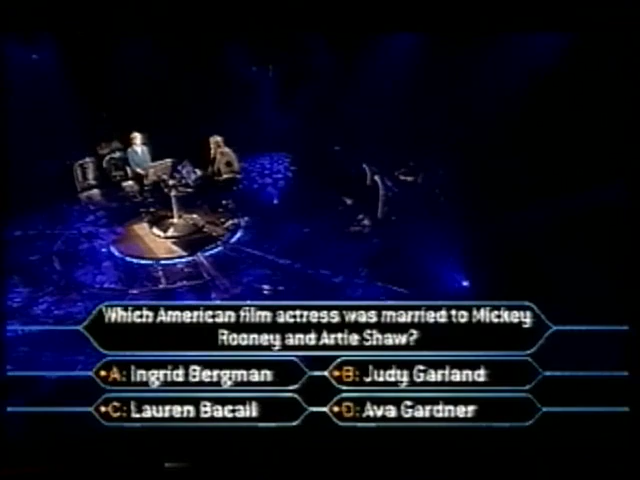 Which American film actress was married to Mickey
Rooney and Artie Shaw?
A: Ingrid Bergman
B: Judy Garland
C: Lauren Bacall
D: Ava Gardner